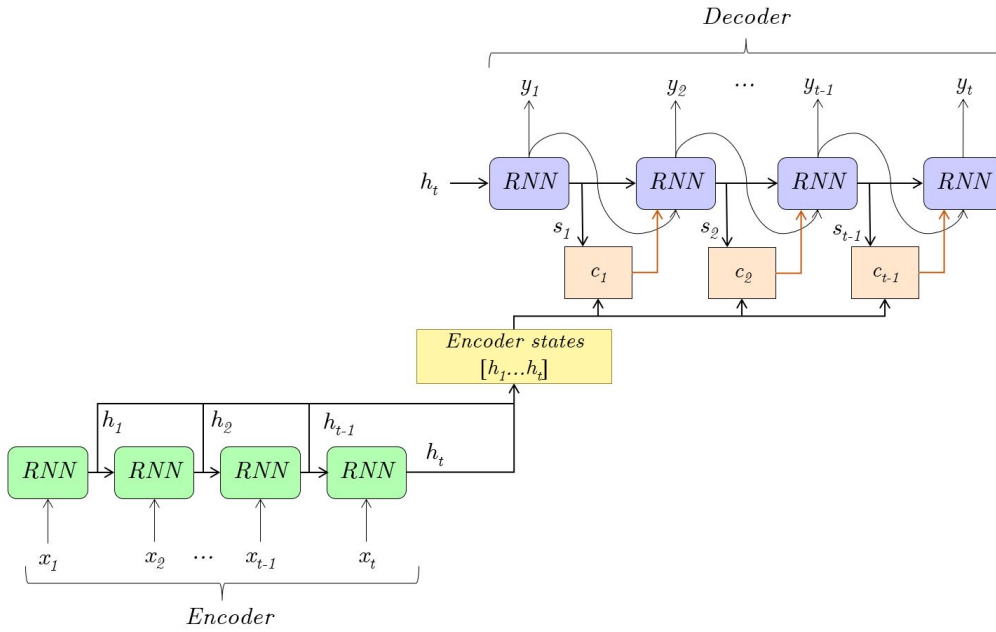 Decoder
y₁ y₂ ... yₜ₋₁ yₜ
hₜ RNN RNN RNN RNN
s₁ s₂ sₜ₋₁
c₁ c₂ cₜ₋₁
Encoder states
[h₁...hₜ]
h₁ h₂ hₜ₋₁
hₜ
RNN RNN RNN RNN
x₁ x₂ ... xₜ₋₁ xₜ
Encoder